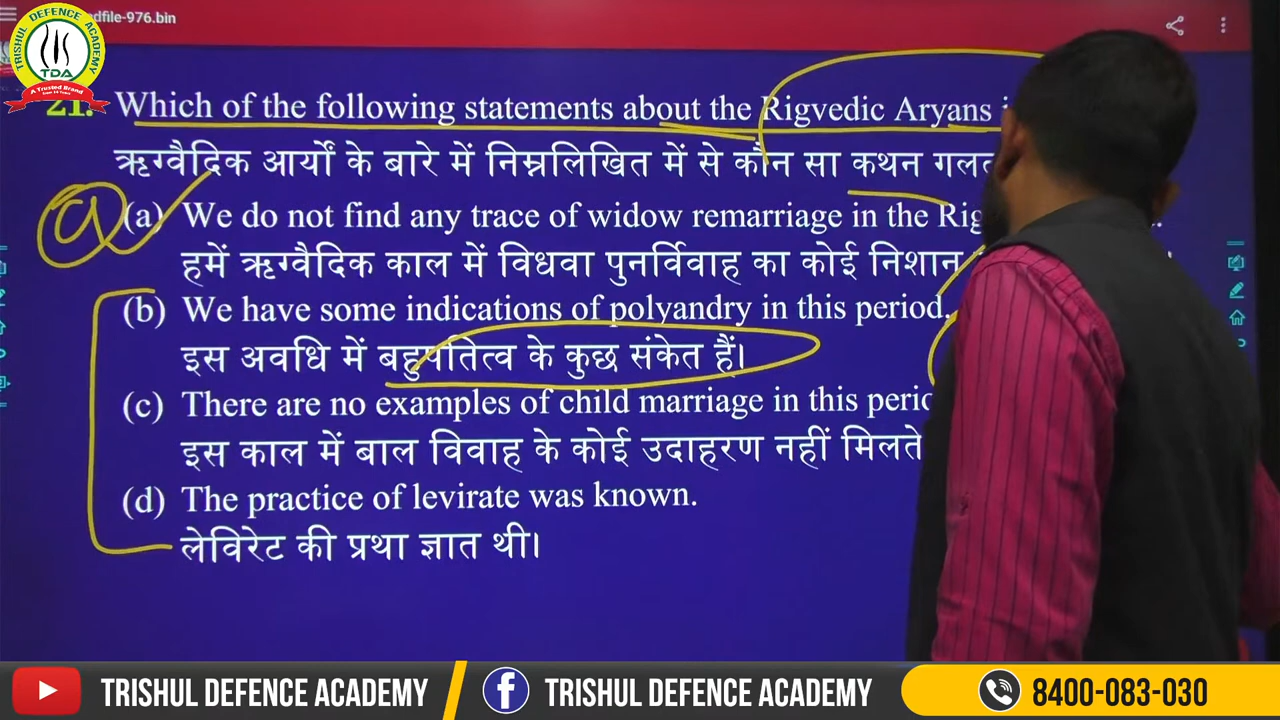 dfile-976.bin
TRISHUL DEFENCE ACADEMY
TDA
A Trusted Brand
21. Which of the following statements about the Rigvedic Aryans
ऋग्वैदिक आर्यों के बारे में निम्नलिखित में से कौन सा कथन गलत
a
(a) We do not find any trace of widow remarriage in the Rig
हमें ऋग्वैदिक काल में विधवा पुनर्विवाह का कोई निशान
(b) We have some indications of polyandry in this period.
इस अवधि में बहुपतित्व के कुछ संकेत हैं।
(c) There are no examples of child marriage in this perio
इस काल में बाल विवाह के कोई उदाहरण नहीं मिलते
(d) The practice of levirate was known.
लेविरेट की प्रथा ज्ञात थी।
TRISHUL DEFENCE ACADEMY
TRISHUL DEFENCE ACADEMY
8400-083-030